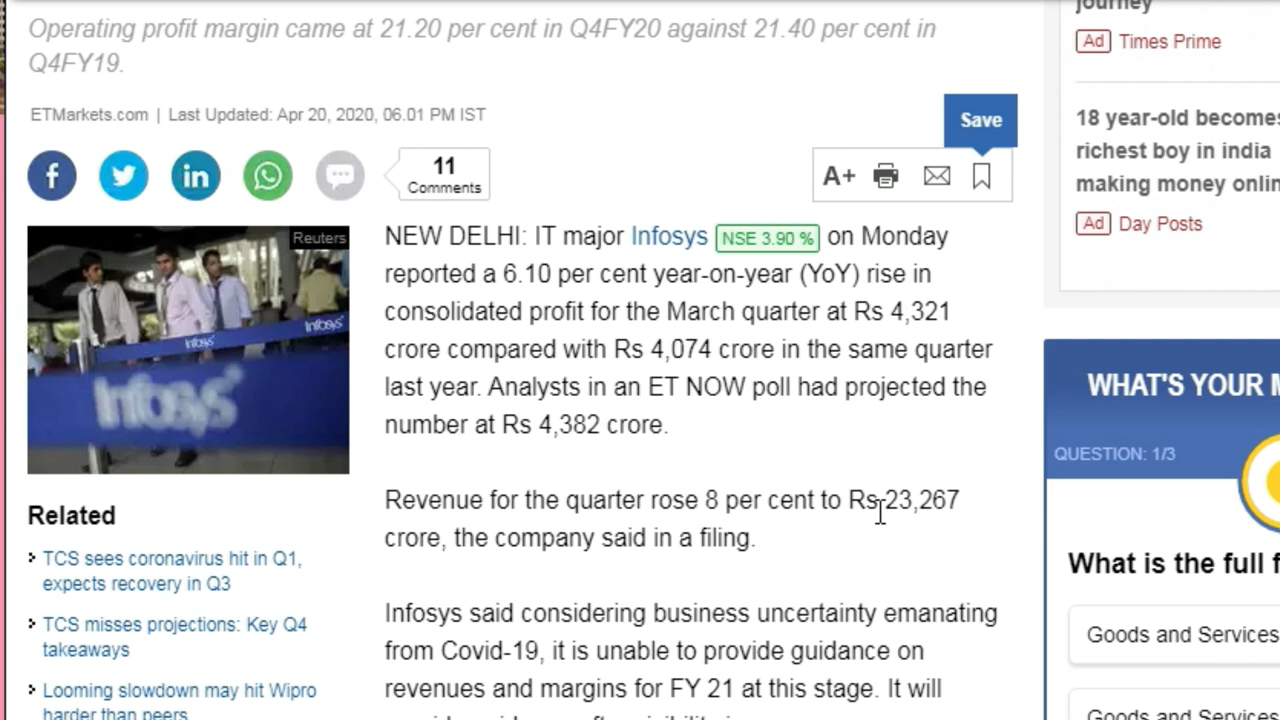 Operating profit margin came at 21.20 per cent in Q4FY20 against 21.40 per cent in
Q4FY19.
ETMarkets.com | Last Updated: Apr 20, 2020, 06.01 PM IST
Save
11
Comments
A+
Reuters
Infosys
Infosys
Infosys
NEW DELHI: IT major Infosys NSE 3.90 % on Monday
reported a 6.10 per cent year-on-year (YoY) rise in
consolidated profit for the March quarter at Rs 4,321
crore compared with Rs 4,074 crore in the same quarter
last year. Analysts in an ET NOW poll had projected the
number at Rs 4,382 crore.
Revenue for the quarter rose 8 per cent to Rs 23,267
crore, the company said in a filing.
Infosys said considering business uncertainty emanating
from Covid-19, it is unable to provide guidance on
revenues and margins for FY 21 at this stage. It will
Related
TCS sees coronavirus hit in Q1,
expects recovery in Q3
TCS misses projections: Key Q4
takeaways
Looming slowdown may hit Wipro
harder than peers
journey
Ad Times Prime
18 year-old becomes
richest boy in india
making money onlin
Ad Day Posts
WHAT'S YOUR M
QUESTION: 1/3
What is the full f
Goods and Services
Goods and Services